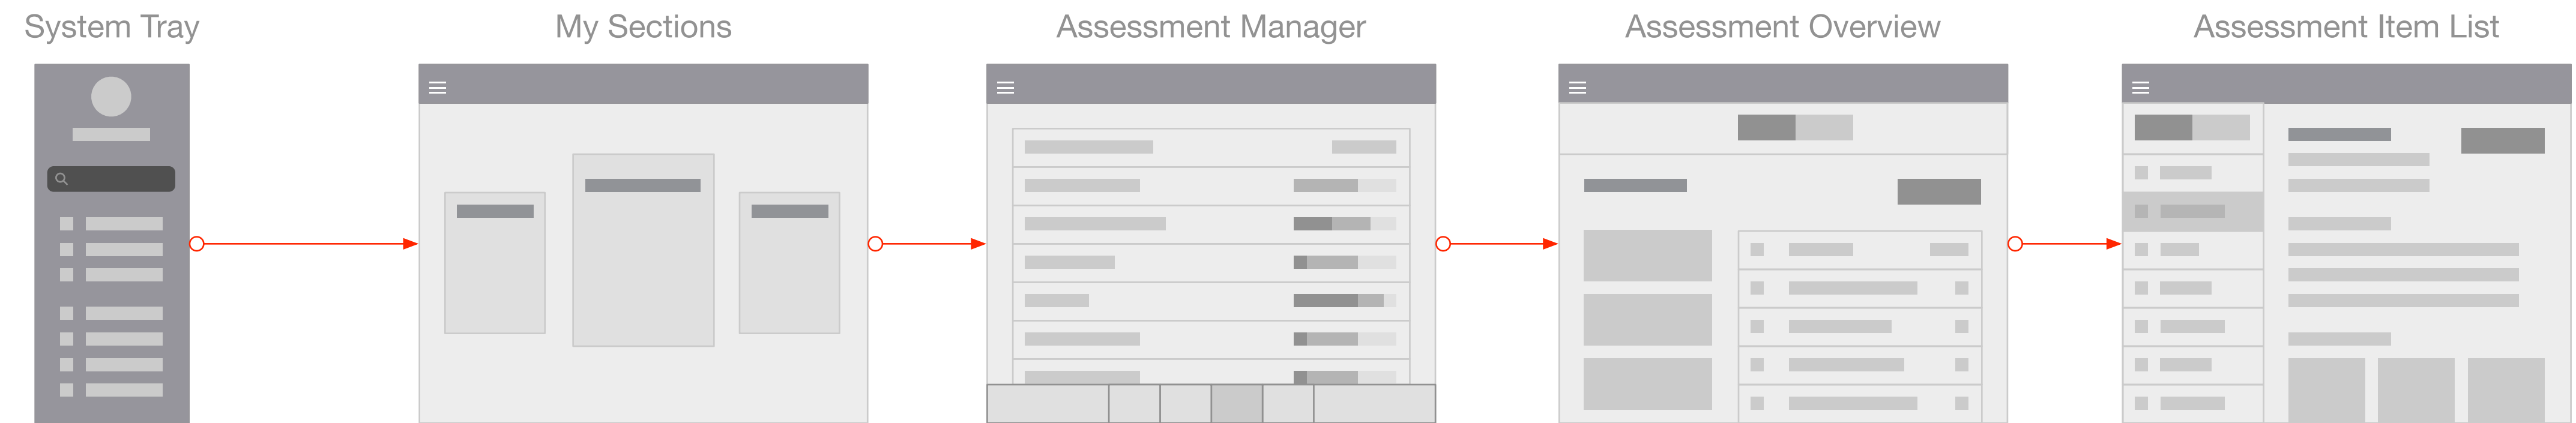 System Tray
My Sections
Assessment Manager
Assessment Overview
Assessment Item List